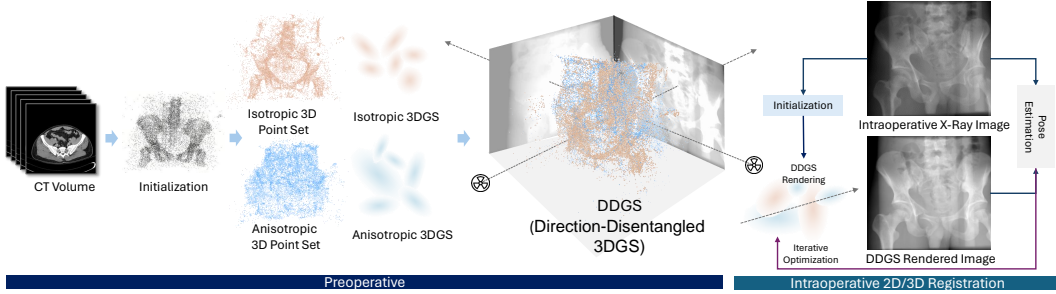 CT Volume
Initialization
Isotropic 3D
Point Set
Isotropic 3DGS
Anisotropic
3D Point Set
Anisotropic 3DGS
DDGS
(Direction-Disentangled
3DGS)
Preoperative
Initialization
Intraoperative X-Ray Image
Pose
Estimation
DDGS
Rendering
Iterative
Optimization
DDGS Rendered Image
Intraoperative 2D/3D Registration